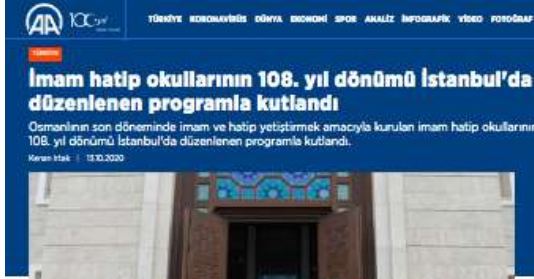 AA 100.yıl
TÜRKİYE KORONAVİRÜS DÜNYA EKONOMİ SPOR ANALİZ İNFOGRAFİK VİDEO FOTOĞRAF
TÜRKİYE
İmam hatip okullarının 108. yıl dönümü İstanbul'da
düzenlenen programla kutlandı
Osmanlının son döneminde imam ve hatip yetiştirmek amacıyla kurulan imam hatip okullarının
108. yıl dönümü İstanbul'da düzenlenen programla kutlandı.
| 13.10.2020